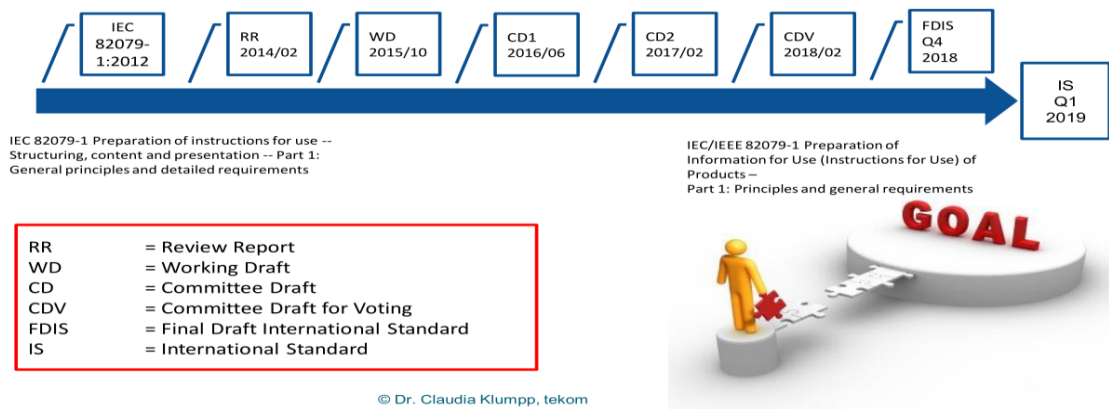 IEC
82079-
1:2012
RR
2014/02
WD
2015/10
CD1
2016/06
CD2
2017/02
CDV
2018/02
FDIS
Q4
2018
IS
Q1
2019
IEC 82079-1 Preparation of instructions for use --
Structuring, content and presentation -- Part 1:
General principles and detailed requirements
IEC/IEEE 82079-1 Preparation of
Information for Use (Instructions for Use) of
Products –
Part 1: Principles and general requirements
GOAL
RR = Review Report
WD = Working Draft
CD = Committee Draft
CDV = Committee Draft for Voting
FDIS = Final Draft International Standard
IS = International Standard
© Dr. Claudia Klumpp, tekom